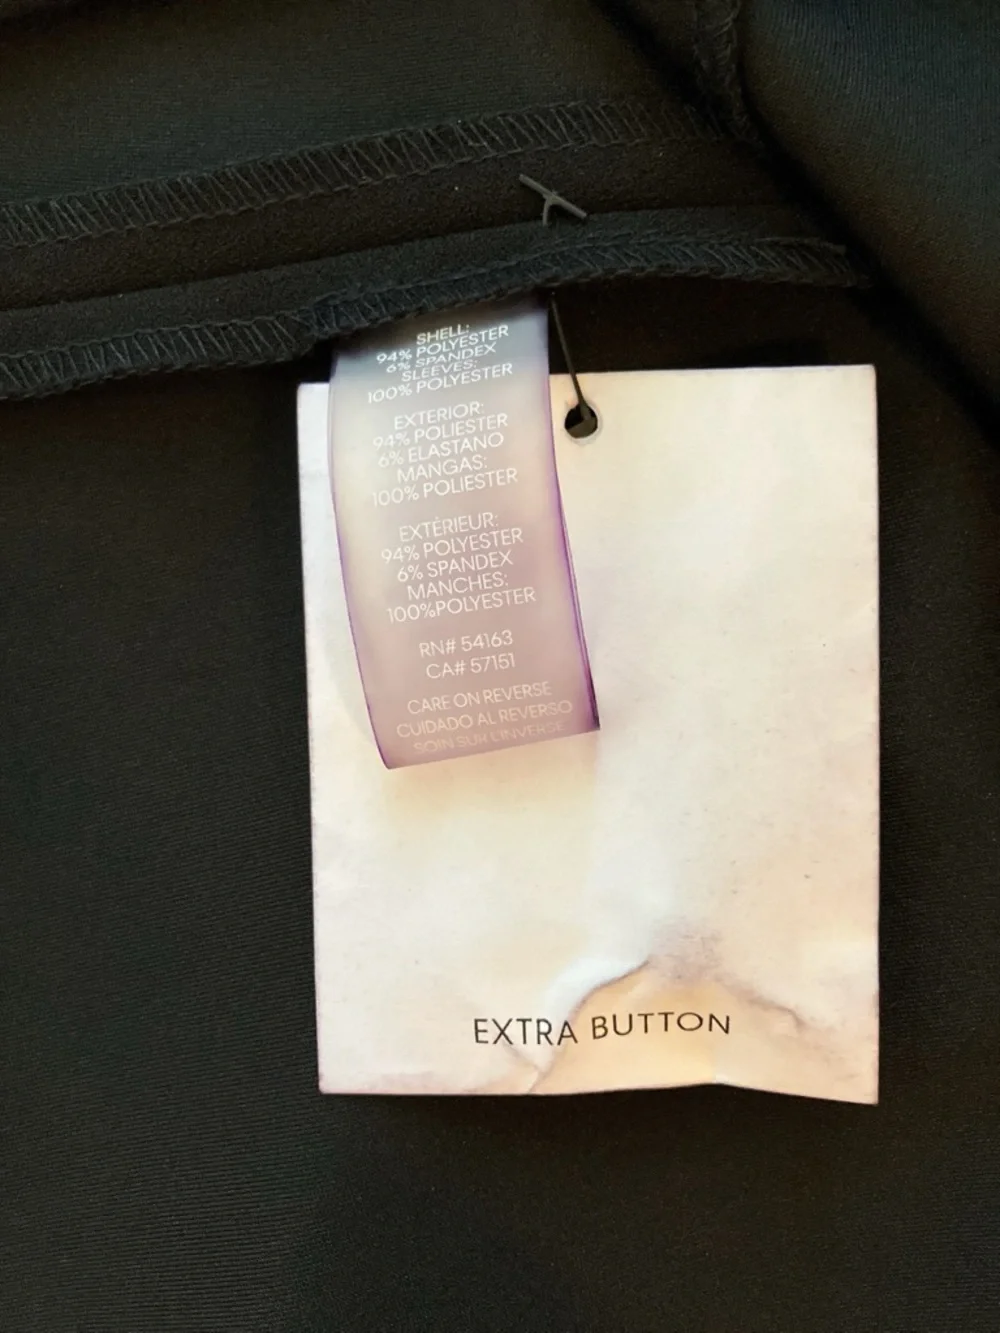 SHELL:
94% POLYESTER
6% SPANDEX
SLEEVES:
100% POLYESTER
EXTERIOR:
94% POLIESTER
6% ELASTANO
MANGAS:
100% POLIESTER
EXTÉRIEUR:
94% POLYESTER
6% SPANDEX
MANCHES:
100%POLYESTER
RN# 54163
CA# 57151
CARE ON REVERSE
CUIDADO AL REVERSO
SOIN SUR L'INVERSE
EXTRA BUTTON